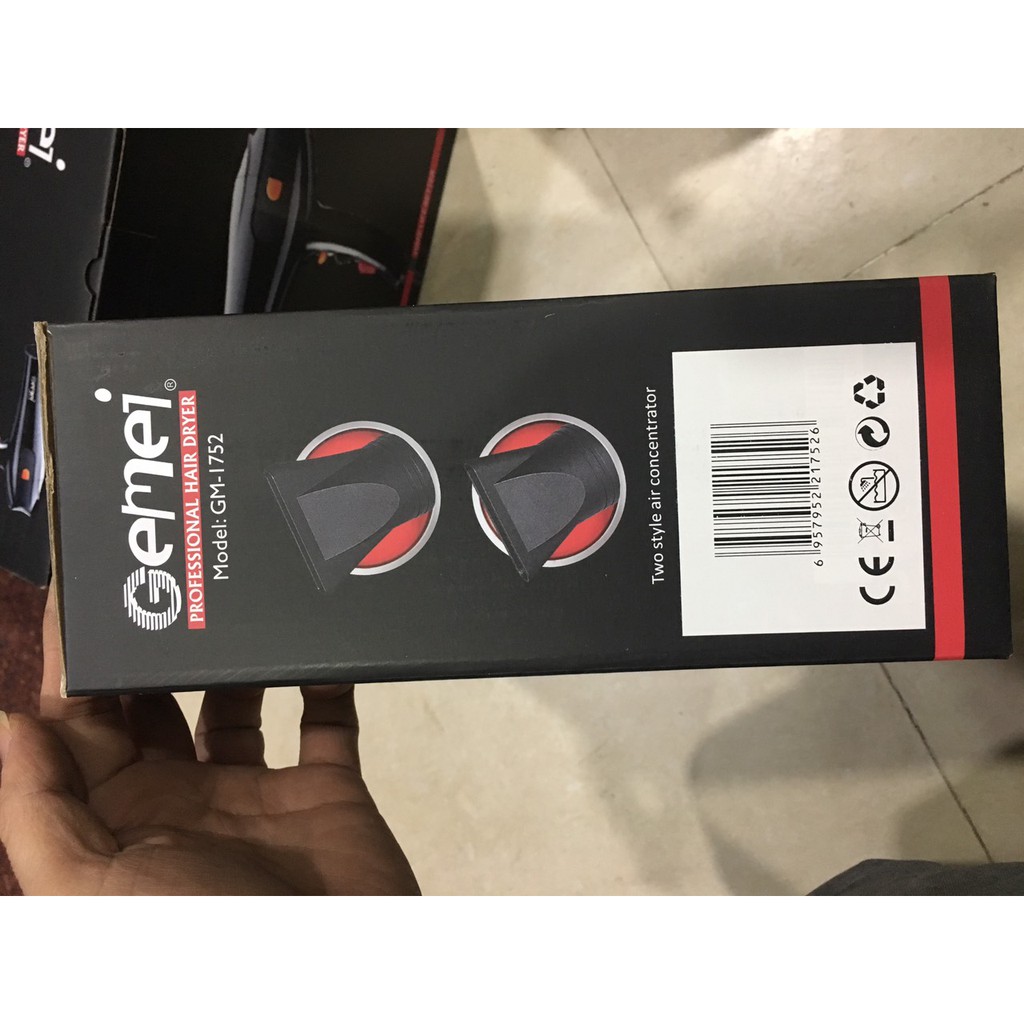 Gemei®
PROFESSIONAL HAIR DRYER
Model: GM-1752
Two style air concentrator
6 957952 217526
CE